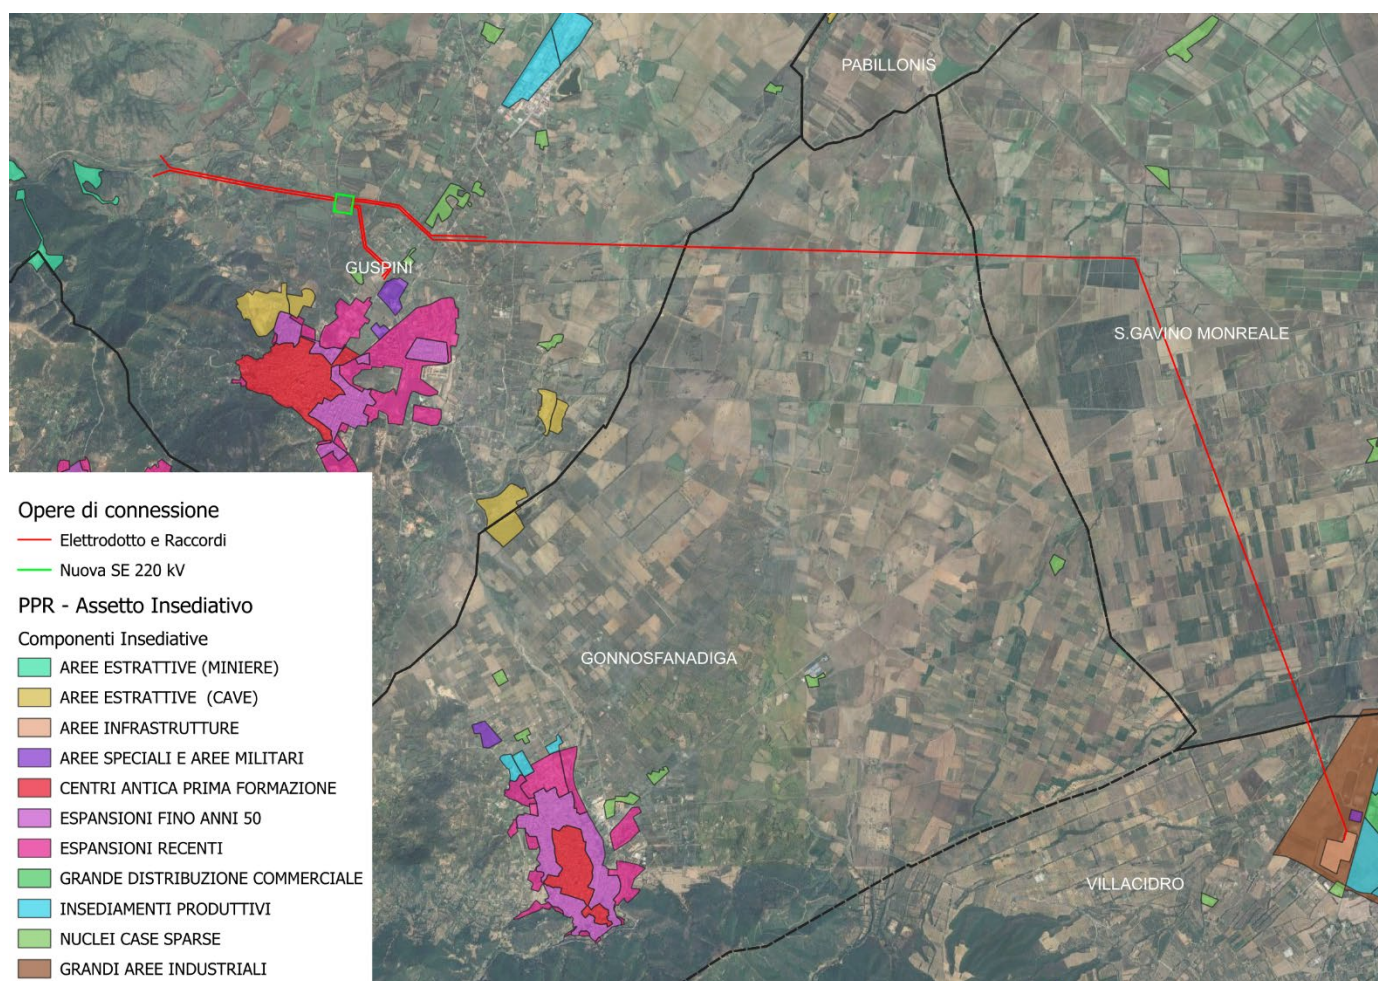 PABILLONIS
GUSPINI
S.GAVINO MONREALE
GONNOSFANADIGA
VILLACIDRO
Opere di connessione
Elettrodotto e Raccordi
Nuova SE 220 kV
PPR - Assetto Insediativo
Componenti Insediative
AREE ESTRATTIVE (MINIERE)
AREE ESTRATTIVE (CAVE)
AREE INFRASTRUTTURE
AREE SPECIALI E AREE MILITARI
CENTRI ANTICA PRIMA FORMAZIONE
ESPANSIONI FINO ANNI 50
ESPANSIONI RECENTI
GRANDE DISTRIBUZIONE COMMERCIALE
INSEDIAMENTI PRODUTTIVI
NUCLEI CASE SPARSE
GRANDI AREE INDUSTRIALI